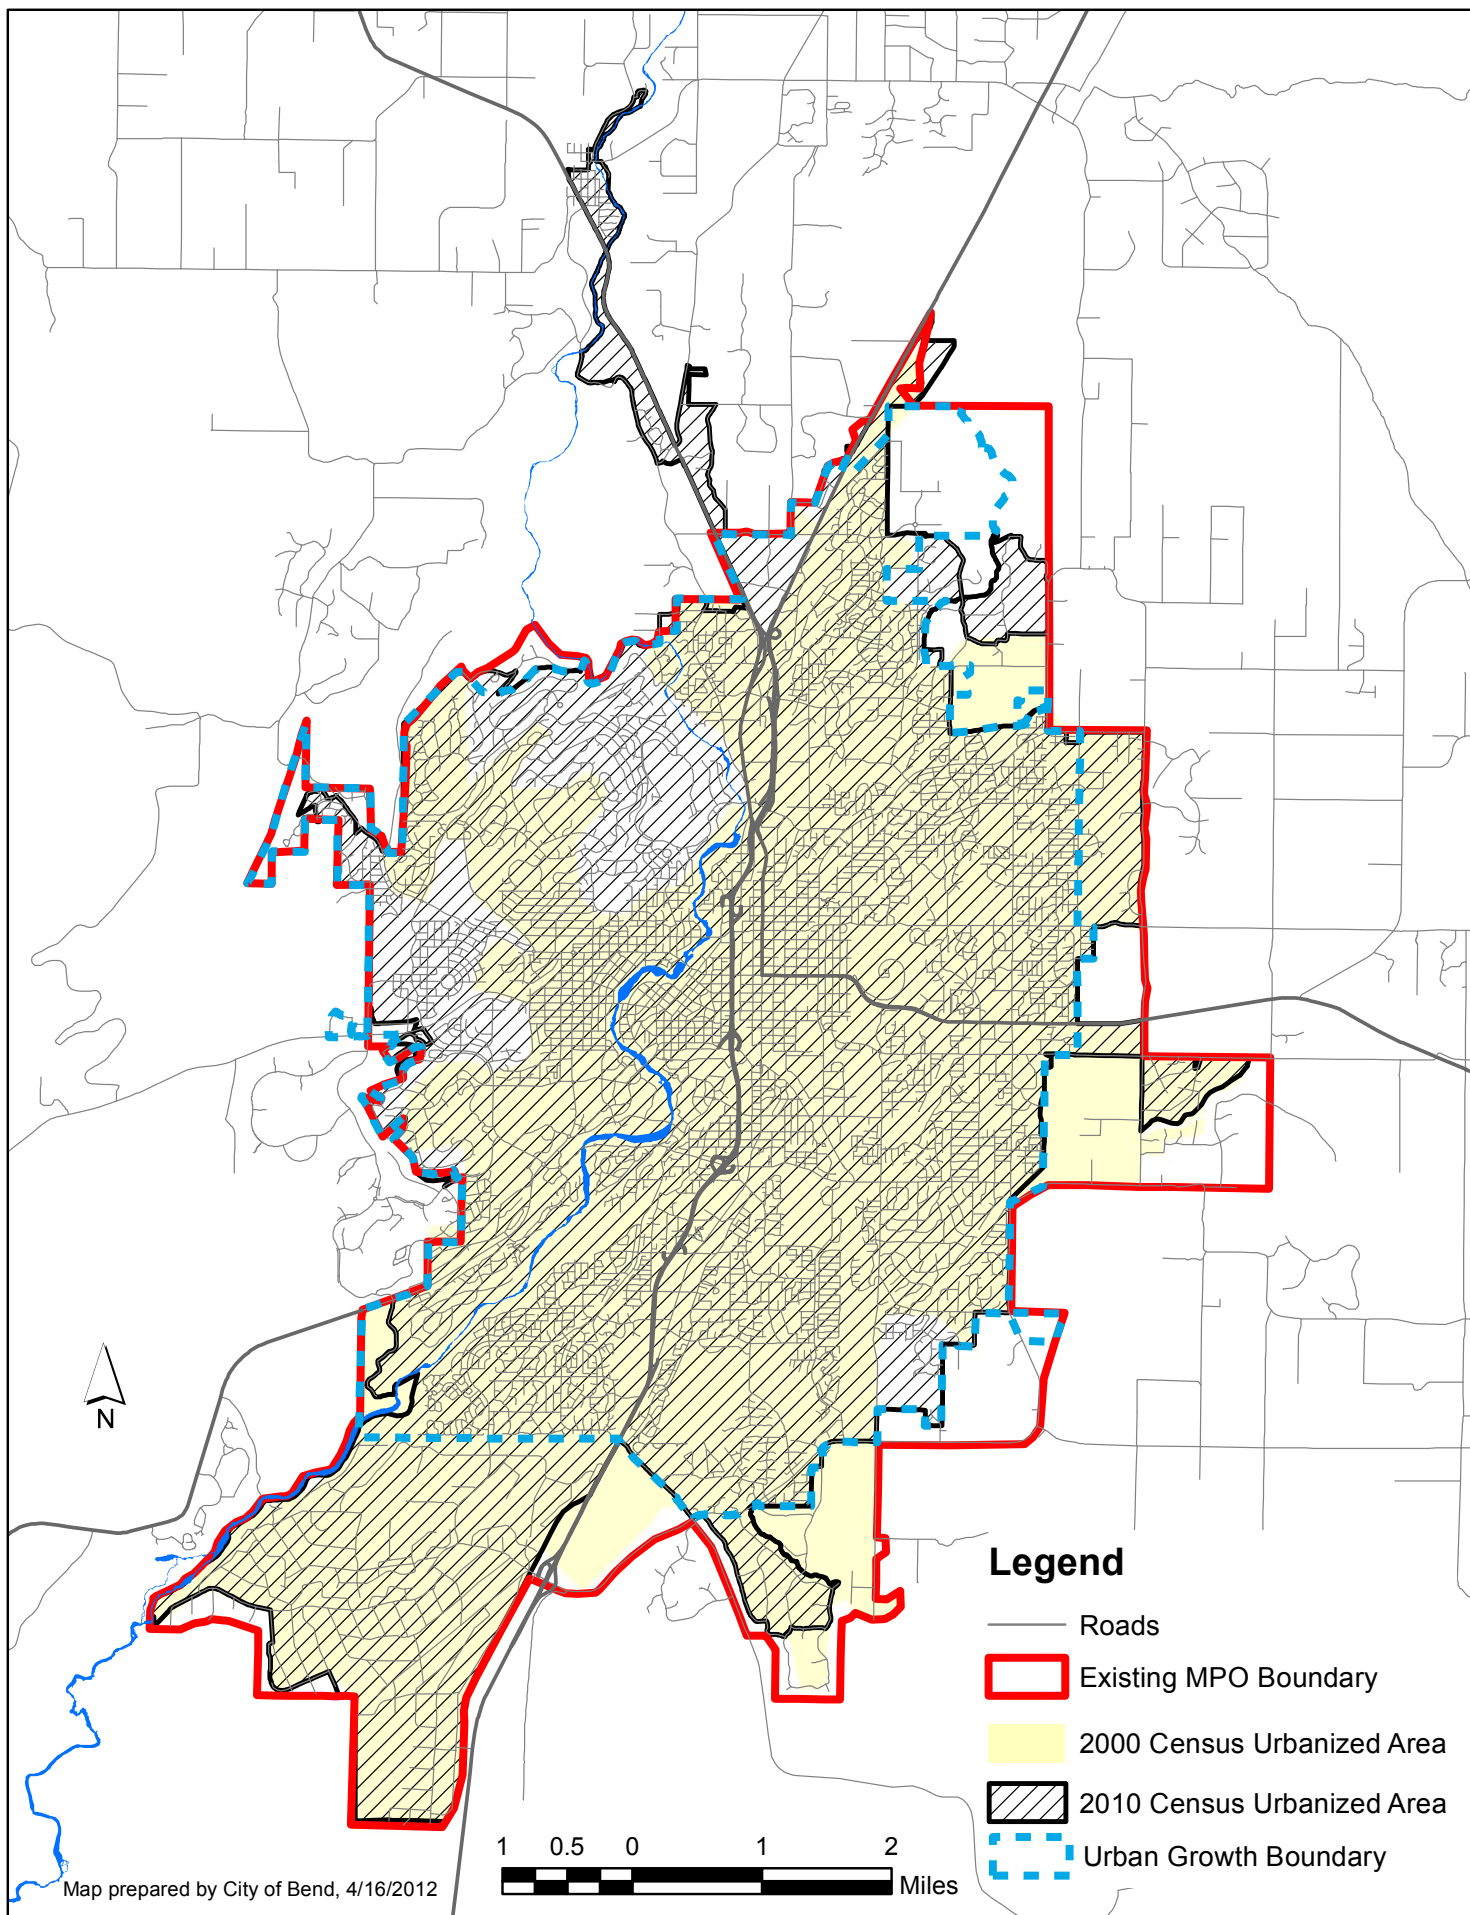 N
Legend
Roads
Existing MPO Boundary
2000 Census Urbanized Area
2010 Census Urbanized Area
Urban Growth Boundary
1 0.5 0 1 2
Miles
Map prepared by City of Bend, 4/16/2012